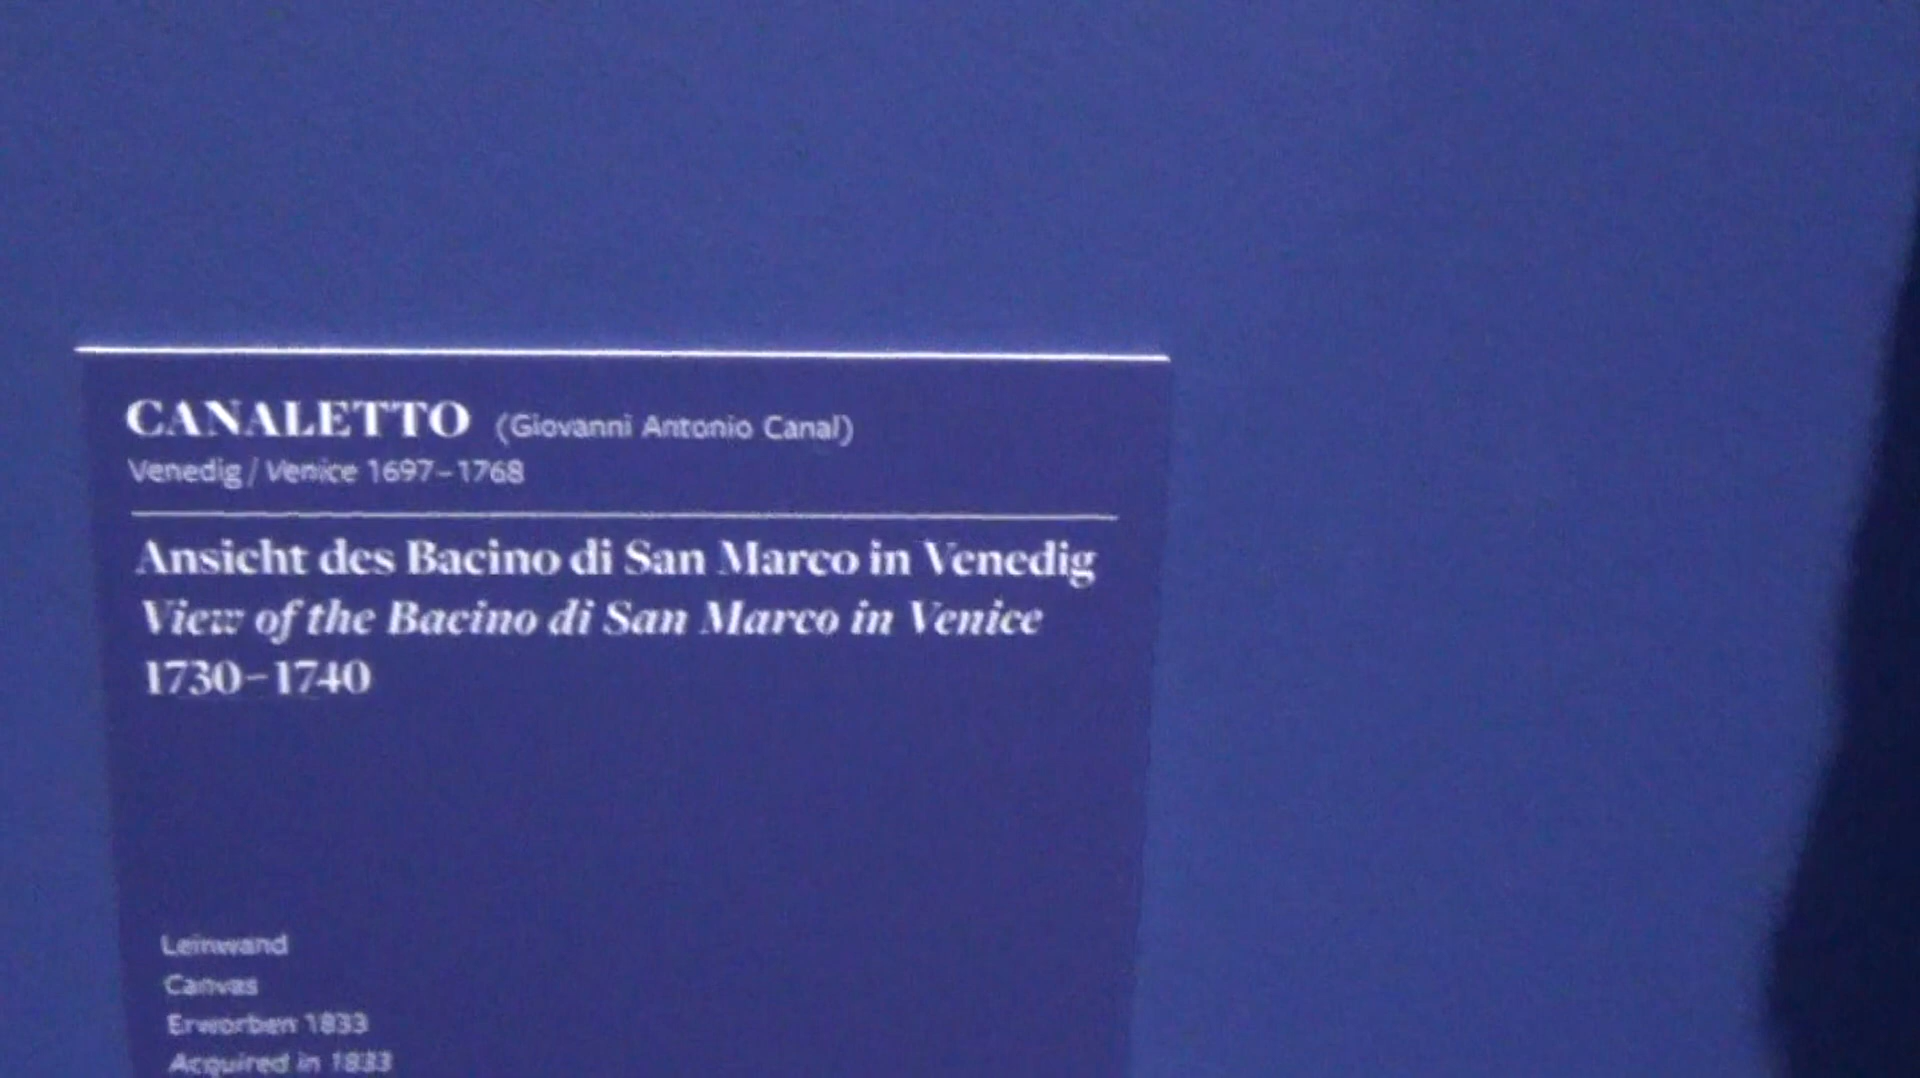 CANALETTO (Giovanni Antonio Canal)
Venedig / Venice 1697–1768
Ansicht des Bacino di San Marco in Venedig
View of the Bacino di San Marco in Venice
1730–1740
Leinwand
Canvas
Erworben 1833
Acquired in 1833